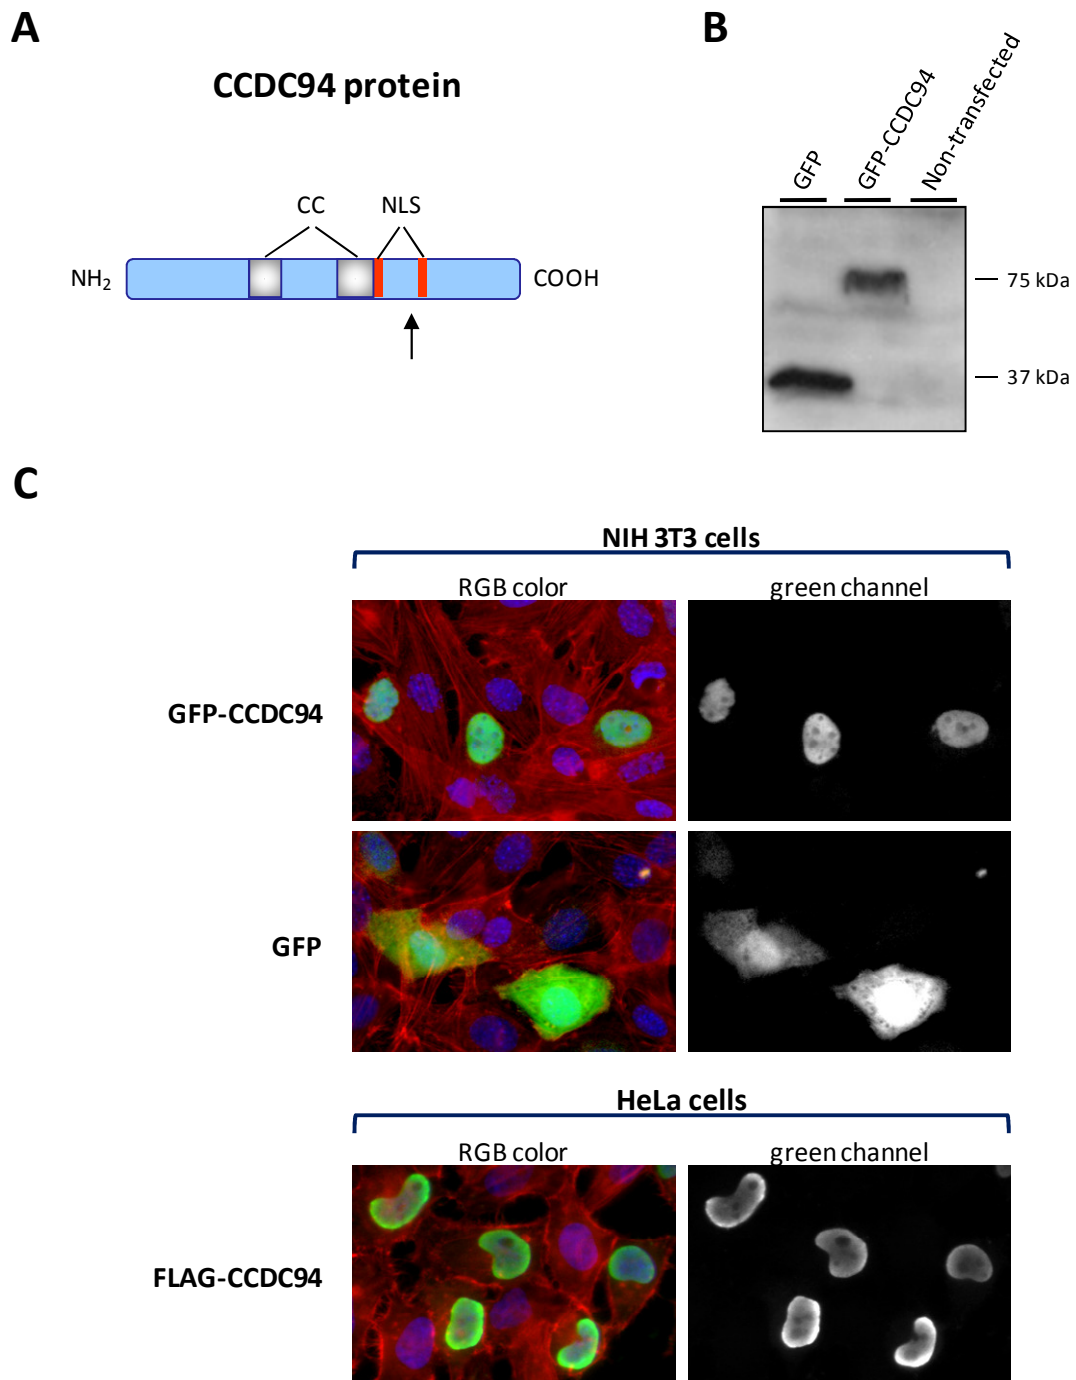 A
CCDC94 protein
CC
NLS
NH2
COOH
B
GFP
GFP-CCDC94
Non-transfected
75 kDa
37 kDa
C
NIH 3T3 cells
RGB color
green channel
GFP-CCDC94
GFP
HeLa cells
RGB color
green channel
FLAG-CCDC94